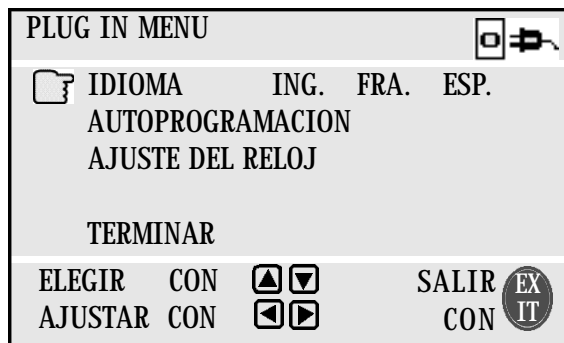 PLUG IN MENU
IDIOMA ING. FRA. ESP.
AUTOPROGRAMACION
AJUSTE DEL RELOJ
TERMINAR
ELEGIR CON SALIR
AJUSTAR CON CON
EX
IT